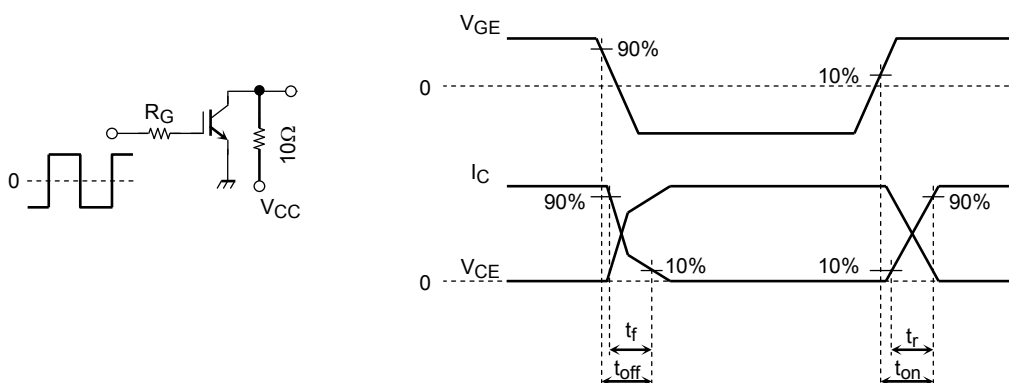 R_G
10Ω
0
V_CC
V_GE
90%
10%
0
I_C
90%
90%
10%
10%
V_CE
0
t_f
t_r
t_off
t_on